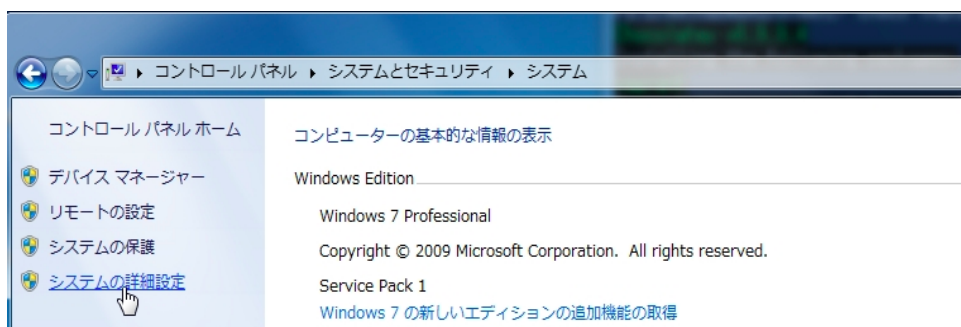 コントロール パネル ▸ システムとセキュリティ ▸ システム
コントロール パネル ホーム
デバイス マネージャー
リモートの設定
システムの保護
システムの詳細設定
コンピューターの基本的な情報の表示
Windows Edition
Windows 7 Professional
Copyright © 2009 Microsoft Corporation. All rights reserved.
Service Pack 1
Windows 7 の新しいエディションの追加機能の取得